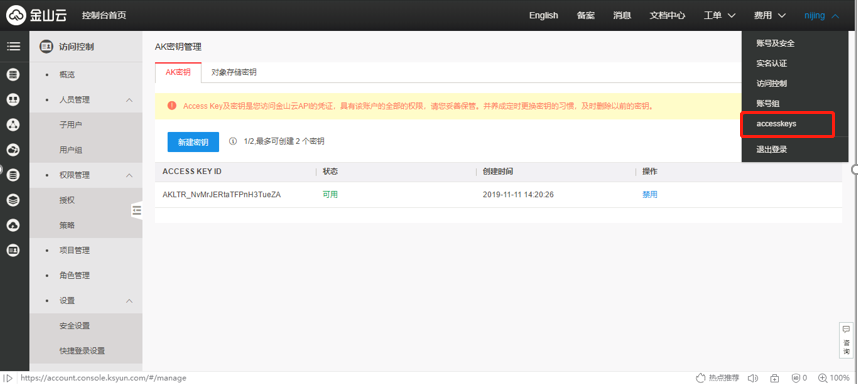 金山云 控制台首页 English 备案 消息 文档中心 工单 费用 nijing
访问控制
概览
人员管理
子用户
用户组
权限管理
授权
策略
项目管理
角色管理
设置
安全设置
快捷登录设置
AK密钥管理
AK密钥 对象存储密钥
Access Key及密钥是您访问金山云API的凭证，具有该账户的全部的权限，请您妥善保管。并养成定时更换密钥的习惯，及时删除以前的密钥。
新建密钥 1/2,最多可创建 2 个密钥
ACCESS KEY ID 状态 创建时间 操作
AKLTR_NvMrJERtaTFPnH3TueZA 可用 2019-11-11 14:20:26 禁用
账号及安全
实名认证
访问控制
账号组
accesskeys
退出登录
咨询
https://account.console.ksyun.com/#/manage 热点推荐 0 100%